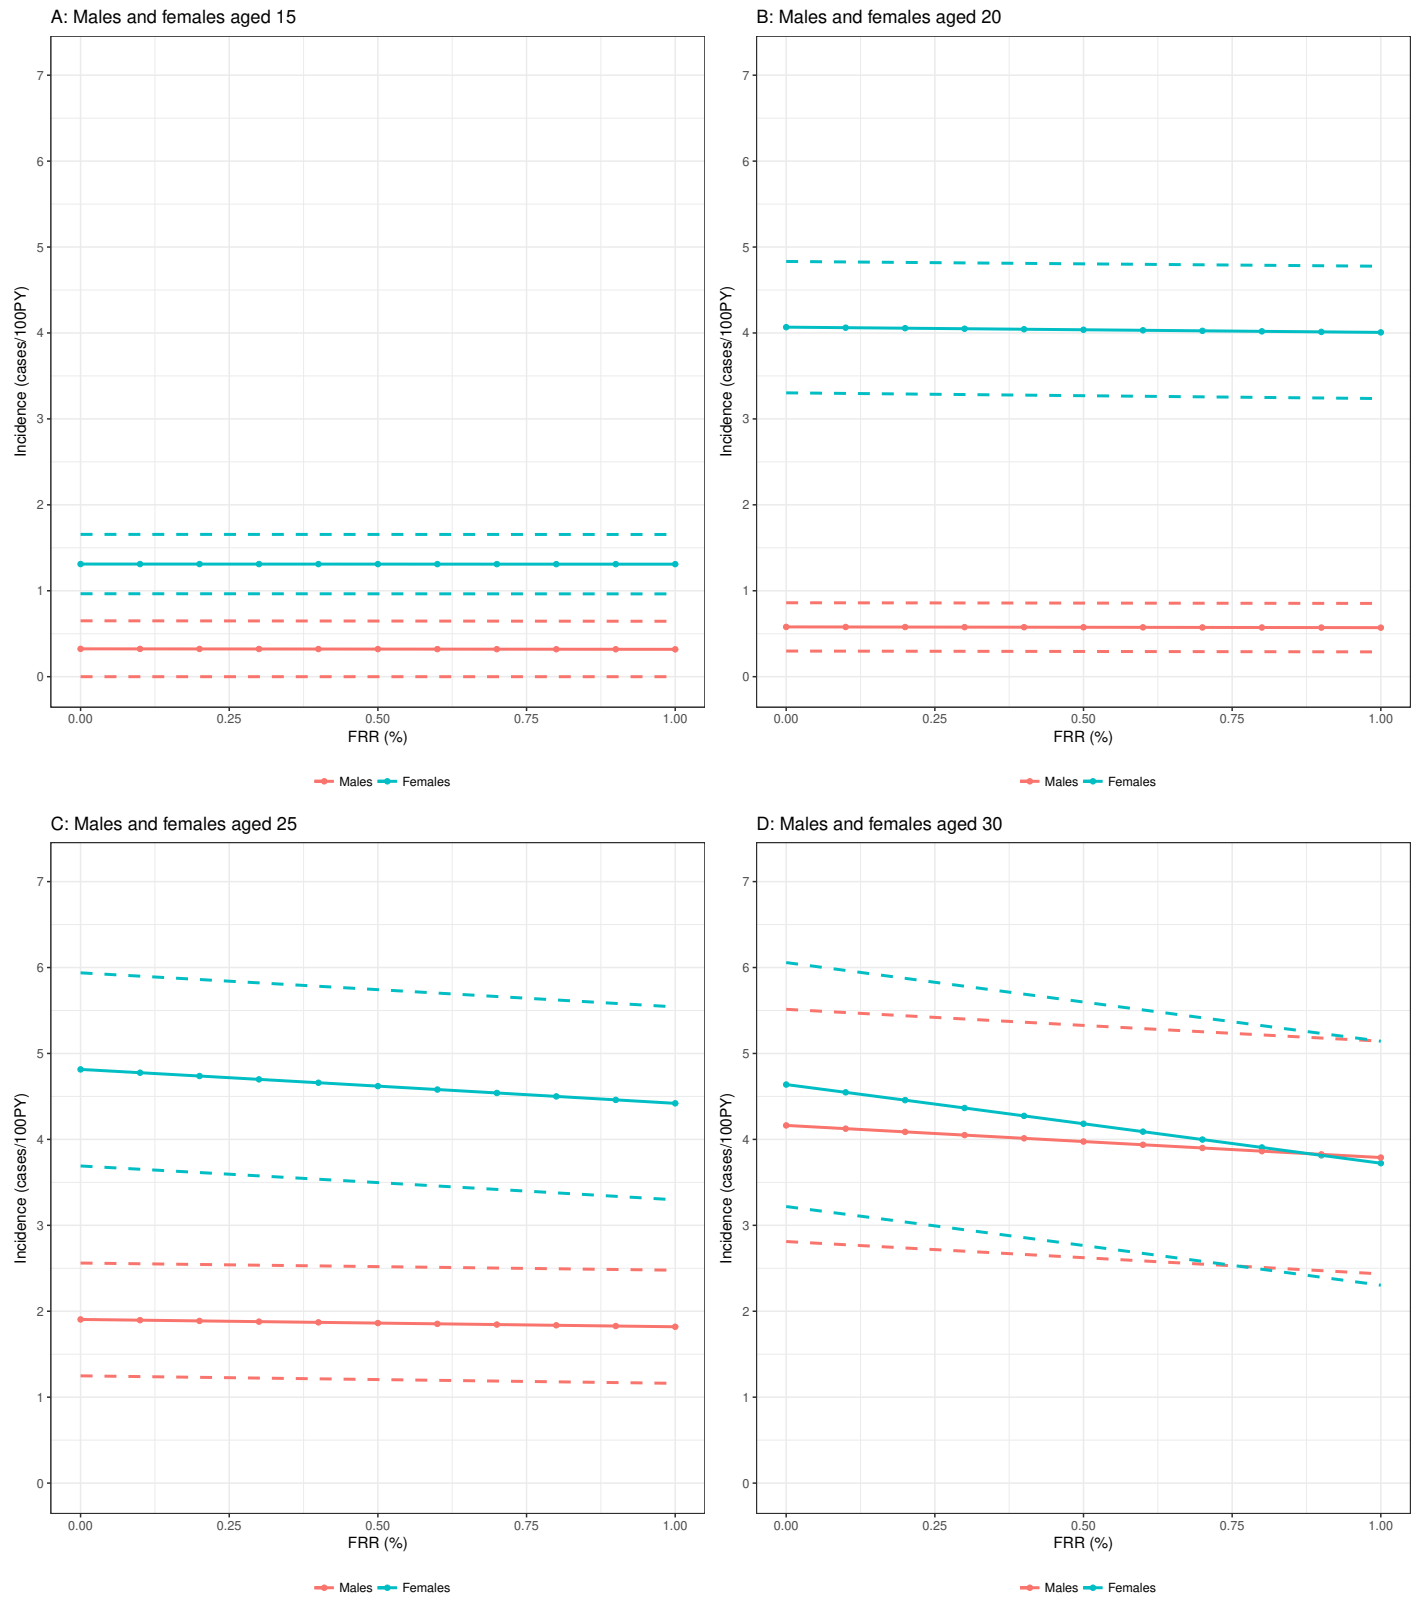 A: Males and females aged 15
Incidence (cases/100PY)
7
6
5
4
3
2
1
0
0.00 0.25 0.50 0.75 1.00
FRR (%)
Males Females
B: Males and females aged 20
Incidence (cases/100PY)
7
6
5
4
3
2
1
0
0.00 0.25 0.50 0.75 1.00
FRR (%)
Males Females
C: Males and females aged 25
Incidence (cases/100PY)
7
6
5
4
3
2
1
0
0.00 0.25 0.50 0.75 1.00
FRR (%)
Males Females
D: Males and females aged 30
Incidence (cases/100PY)
7
6
5
4
3
2
1
0
0.00 0.25 0.50 0.75 1.00
FRR (%)
Males Females